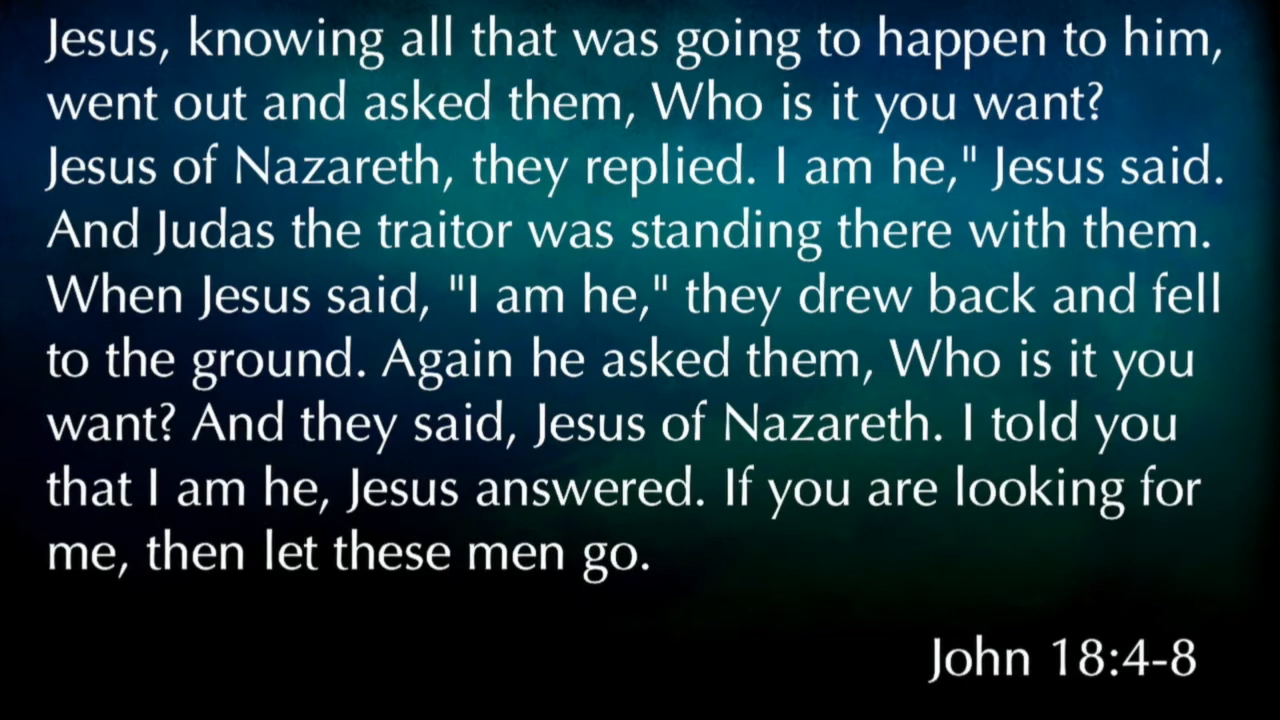 Jesus, knowing all that was going to happen to him,
went out and asked them, Who is it you want?
Jesus of Nazareth, they replied. I am he," Jesus said.
And Judas the traitor was standing there with them.
When Jesus said, "I am he," they drew back and fell
to the ground. Again he asked them, Who is it you
want? And they said, Jesus of Nazareth. I told you
that I am he, Jesus answered. If you are looking for
me, then let these men go.
John 18:4-8